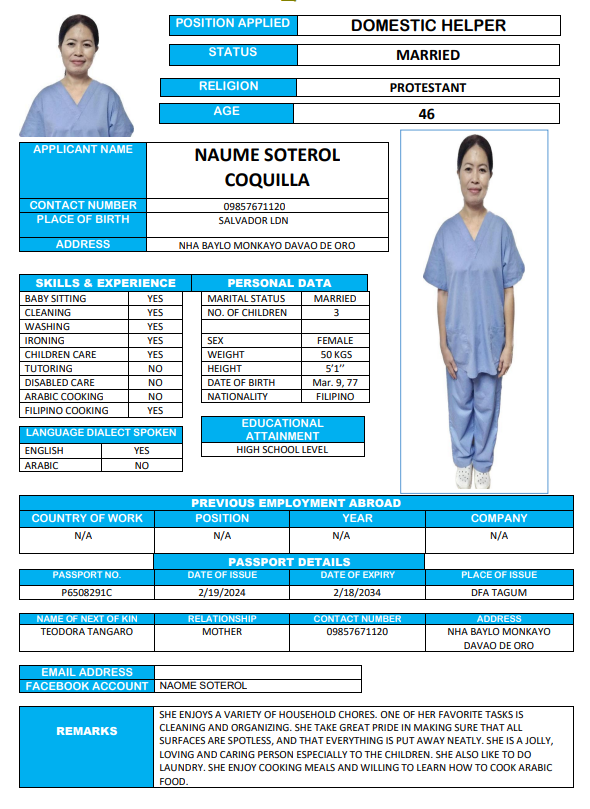 POSITION APPLIED DOMESTIC HELPER
STATUS MARRIED
RELIGION PROTESTANT
AGE 46
APPLICANT NAME NAUME SOTEROL
COQUILLA
CONTACT NUMBER 09857671120
PLACE OF BIRTH SALVADOR LDN
ADDRESS NHA BAYLO MONKAYO DAVAO DE ORO
SKILLS & EXPERIENCE
BABY SITTING YES
CLEANING YES
WASHING YES
IRONING YES
CHILDREN CARE YES
TUTORING NO
DISABLED CARE NO
ARABIC COOKING NO
FILIPINO COOKING YES
PERSONAL DATA
MARITAL STATUS MARRIED
NO. OF CHILDREN 3
SEX FEMALE
WEIGHT 50 KGS
HEIGHT 5'1''
DATE OF BIRTH Mar. 9, 77
NATIONALITY FILIPINO
LANGUAGE DIALECT SPOKEN
ENGLISH YES
ARABIC NO
EDUCATIONAL
ATTAINMENT
HIGH SCHOOL LEVEL
PREVIOUS EMPLOYMENT ABROAD
COUNTRY OF WORK POSITION YEAR COMPANY
N/A N/A N/A N/A
PASSPORT DETAILS
PASSPORT NO. DATE OF ISSUE DATE OF EXPIRY PLACE OF ISSUE
P6508291C 2/19/2024 2/18/2034 DFA TAGUM
NAME OF NEXT OF KIN RELATIONSHIP CONTACT NUMBER ADDRESS
TEODORA TANGARO MOTHER 09857671120 NHA BAYLO MONKAYO
DAVAO DE ORO
EMAIL ADDRESS
FACEBOOK ACCOUNT NAOME SOTEROL
REMARKS
SHE ENJOYS A VARIETY OF HOUSEHOLD CHORES. ONE OF HER FAVORITE TASKS IS
CLEANING AND ORGANIZING. SHE TAKE GREAT PRIDE IN MAKING SURE THAT ALL
SURFACES ARE SPOTLESS, AND THAT EVERYTHING IS PUT AWAY NEATLY. SHE IS A JOLLY,
LOVING AND CARING PERSON ESPECIALLY TO THE CHILDREN. SHE ALSO LIKE TO DO
LAUNDRY. SHE ENJOY COOKING MEALS AND WILLING TO LEARN HOW TO COOK ARABIC
FOOD.